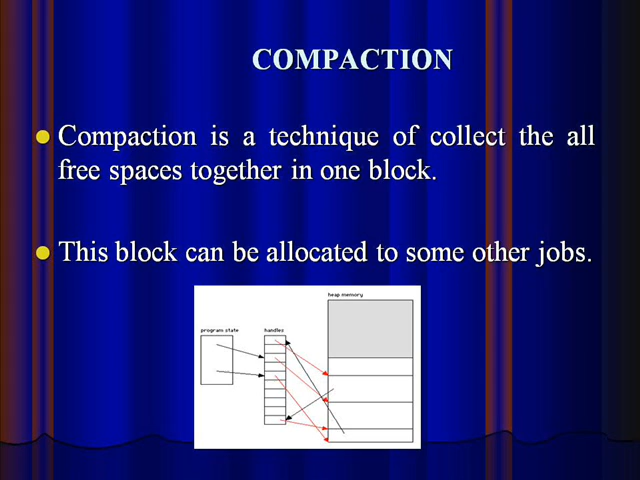 COMPACTION
Compaction is a technique of collect the all
free spaces together in one block.
This block can be allocated to some other jobs.
heap memory
program state
handles